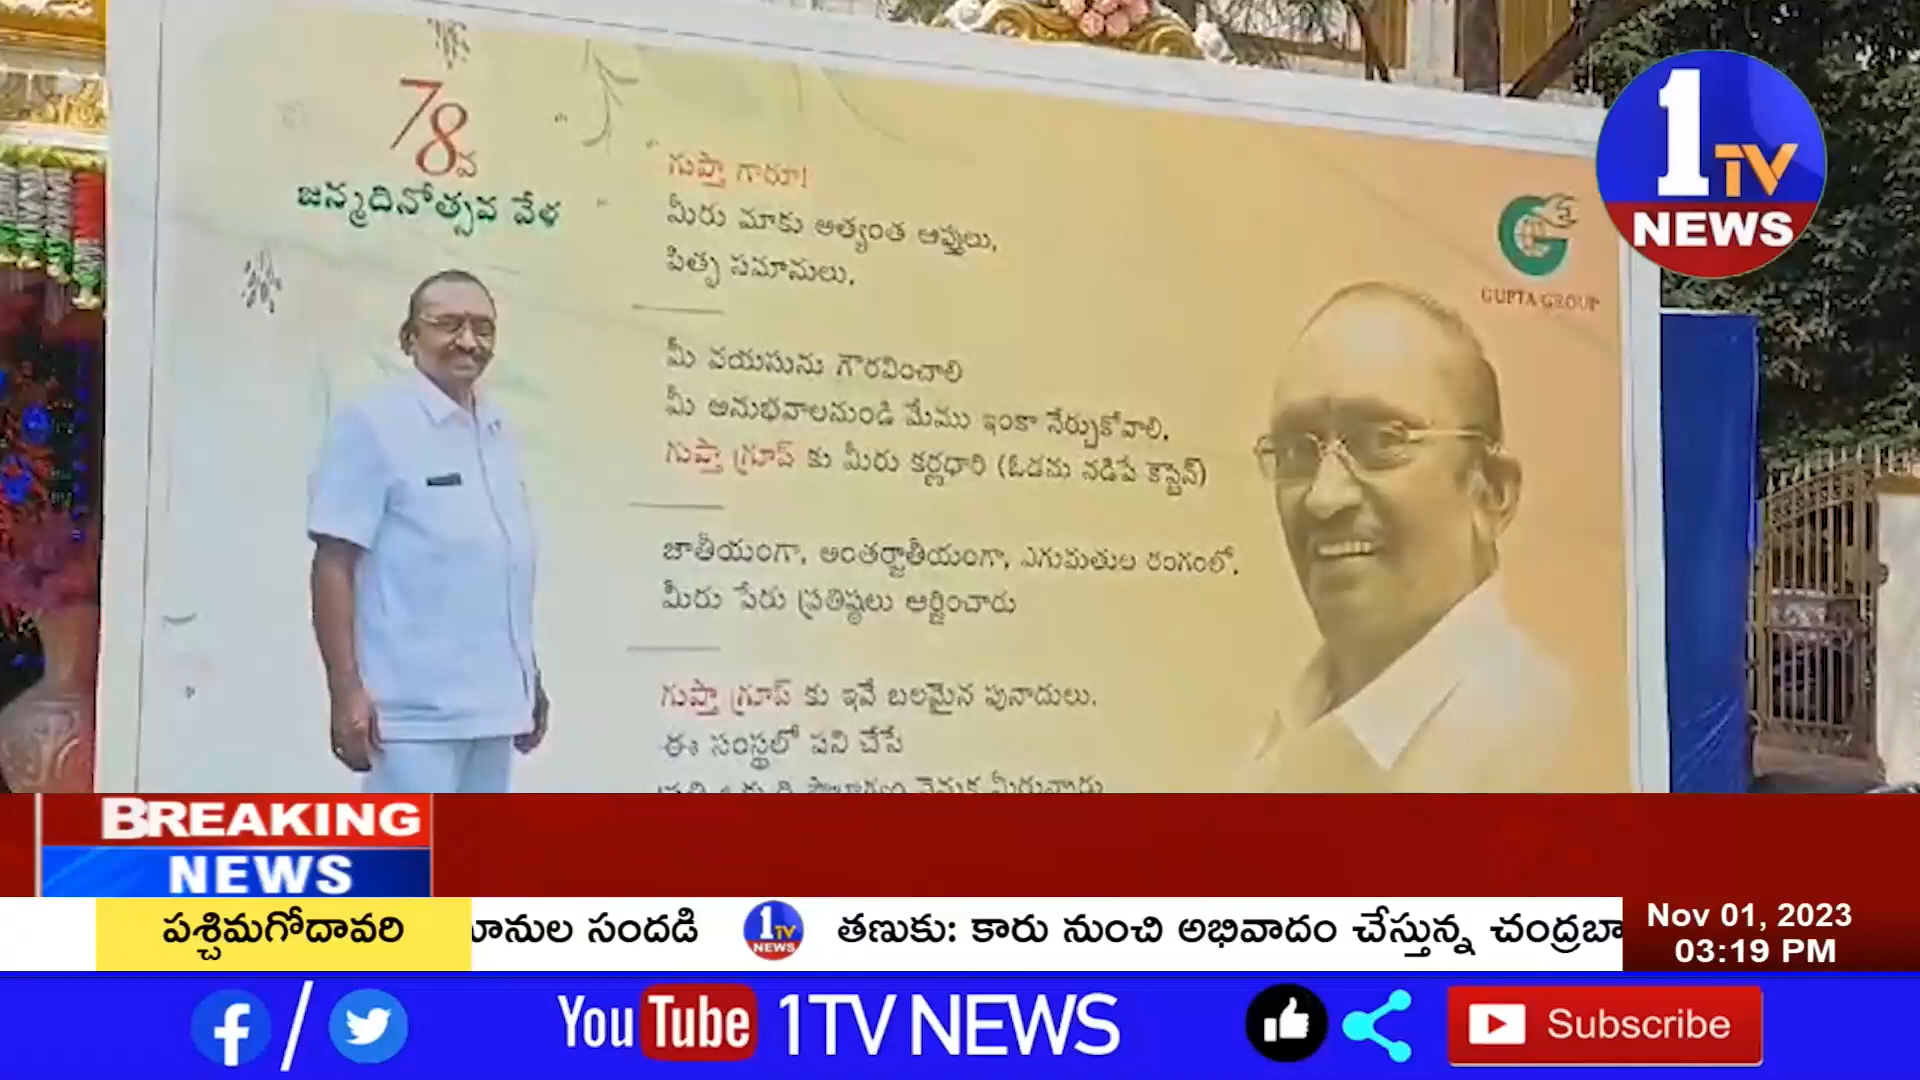 78వ
జన్మదినోత్సవ వేళ
గుప్తా గారూ!
మీరు మాకు అత్యంత ఆప్తులు,
పితృ సమానులు.
మీ వయసును గౌరవించాలి
మీ అనుభవాలనుండి మేము ఇంకా నేర్చుకోవాలి.
గుప్తా గ్రూప్ కు మీరు కర్ణధారి (ఓడను నడిపే కెప్టెన్)
జాతీయంగా, అంతర్జాతీయంగా, ఎగుమతుల రంగంలో,
మీరు పేరు ప్రతిష్ఠలు ఆర్జించారు
గుప్తా గ్రూప్ కు ఇవే బలమైన పునాదులు.
ఈ సంస్థలో పని చేసే
GUPTA GROUP
1TV
NEWS
BREAKING
NEWS
పశ్చిమగోదావరి
సందడి
1TV
NEWS
తణుకు: కారు నుంచి అభివాదం చేస్తున్న చంద్రబా
Nov 01, 2023
03:19 PM
YouTube 1TV NEWS
Subscribe